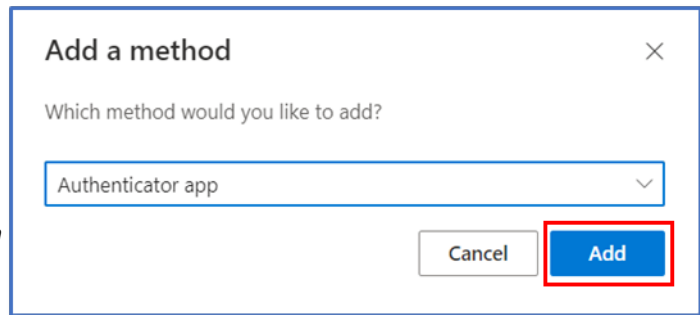 Add a method
Which method would you like to add?
Authenticator app
Cancel
Add